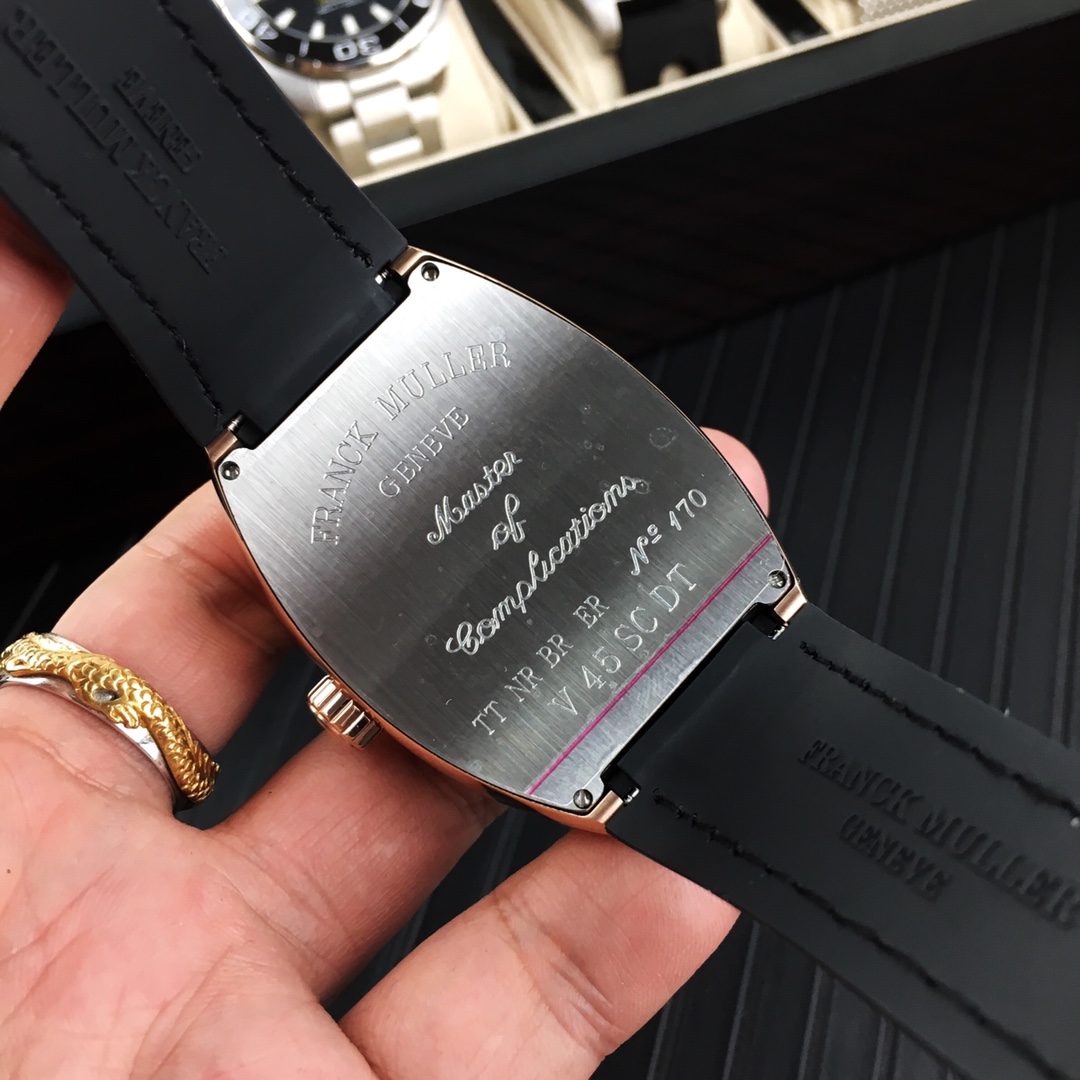 FRANCK MULLER
GENEVE
Master
of
Complications
Nº 170
TT NR BR ER
V 45 SC DT
FRANCK MULLER
GENEVE
FRANCK MULLER
GENEVE
30